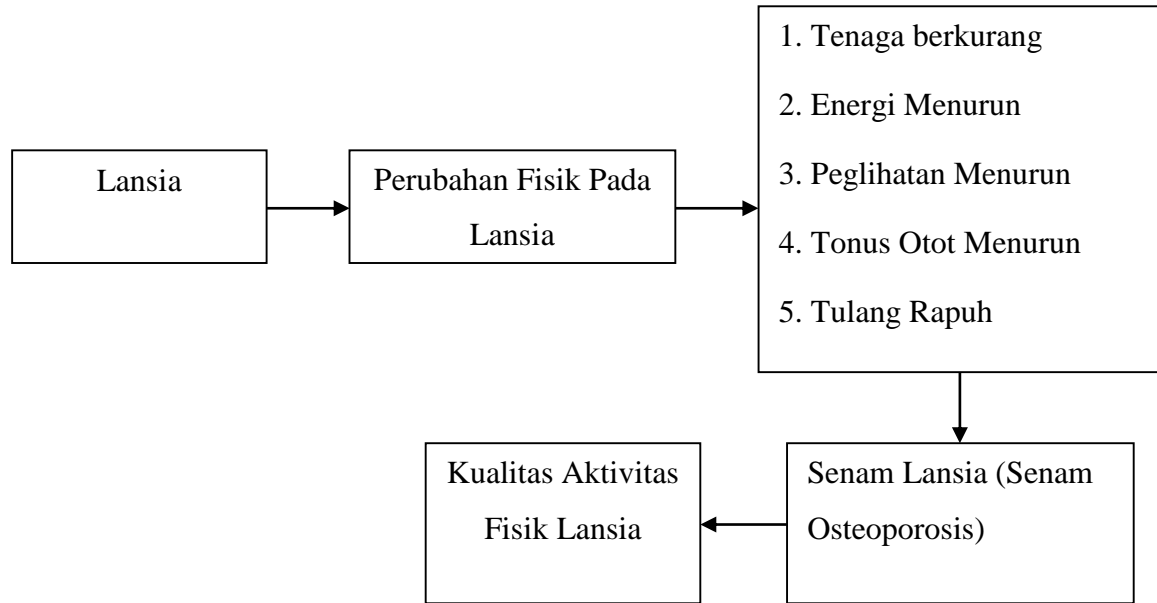 Lansia
Perubahan Fisik Pada
Lansia
1. Tenaga berkurang
2. Energi Menurun
3. Peglihatan Menurun
4. Tonus Otot Menurun
5. Tulang Rapuh
Senam Lansia (Senam
Osteoporosis)
Kualitas Aktivitas
Fisik Lansia